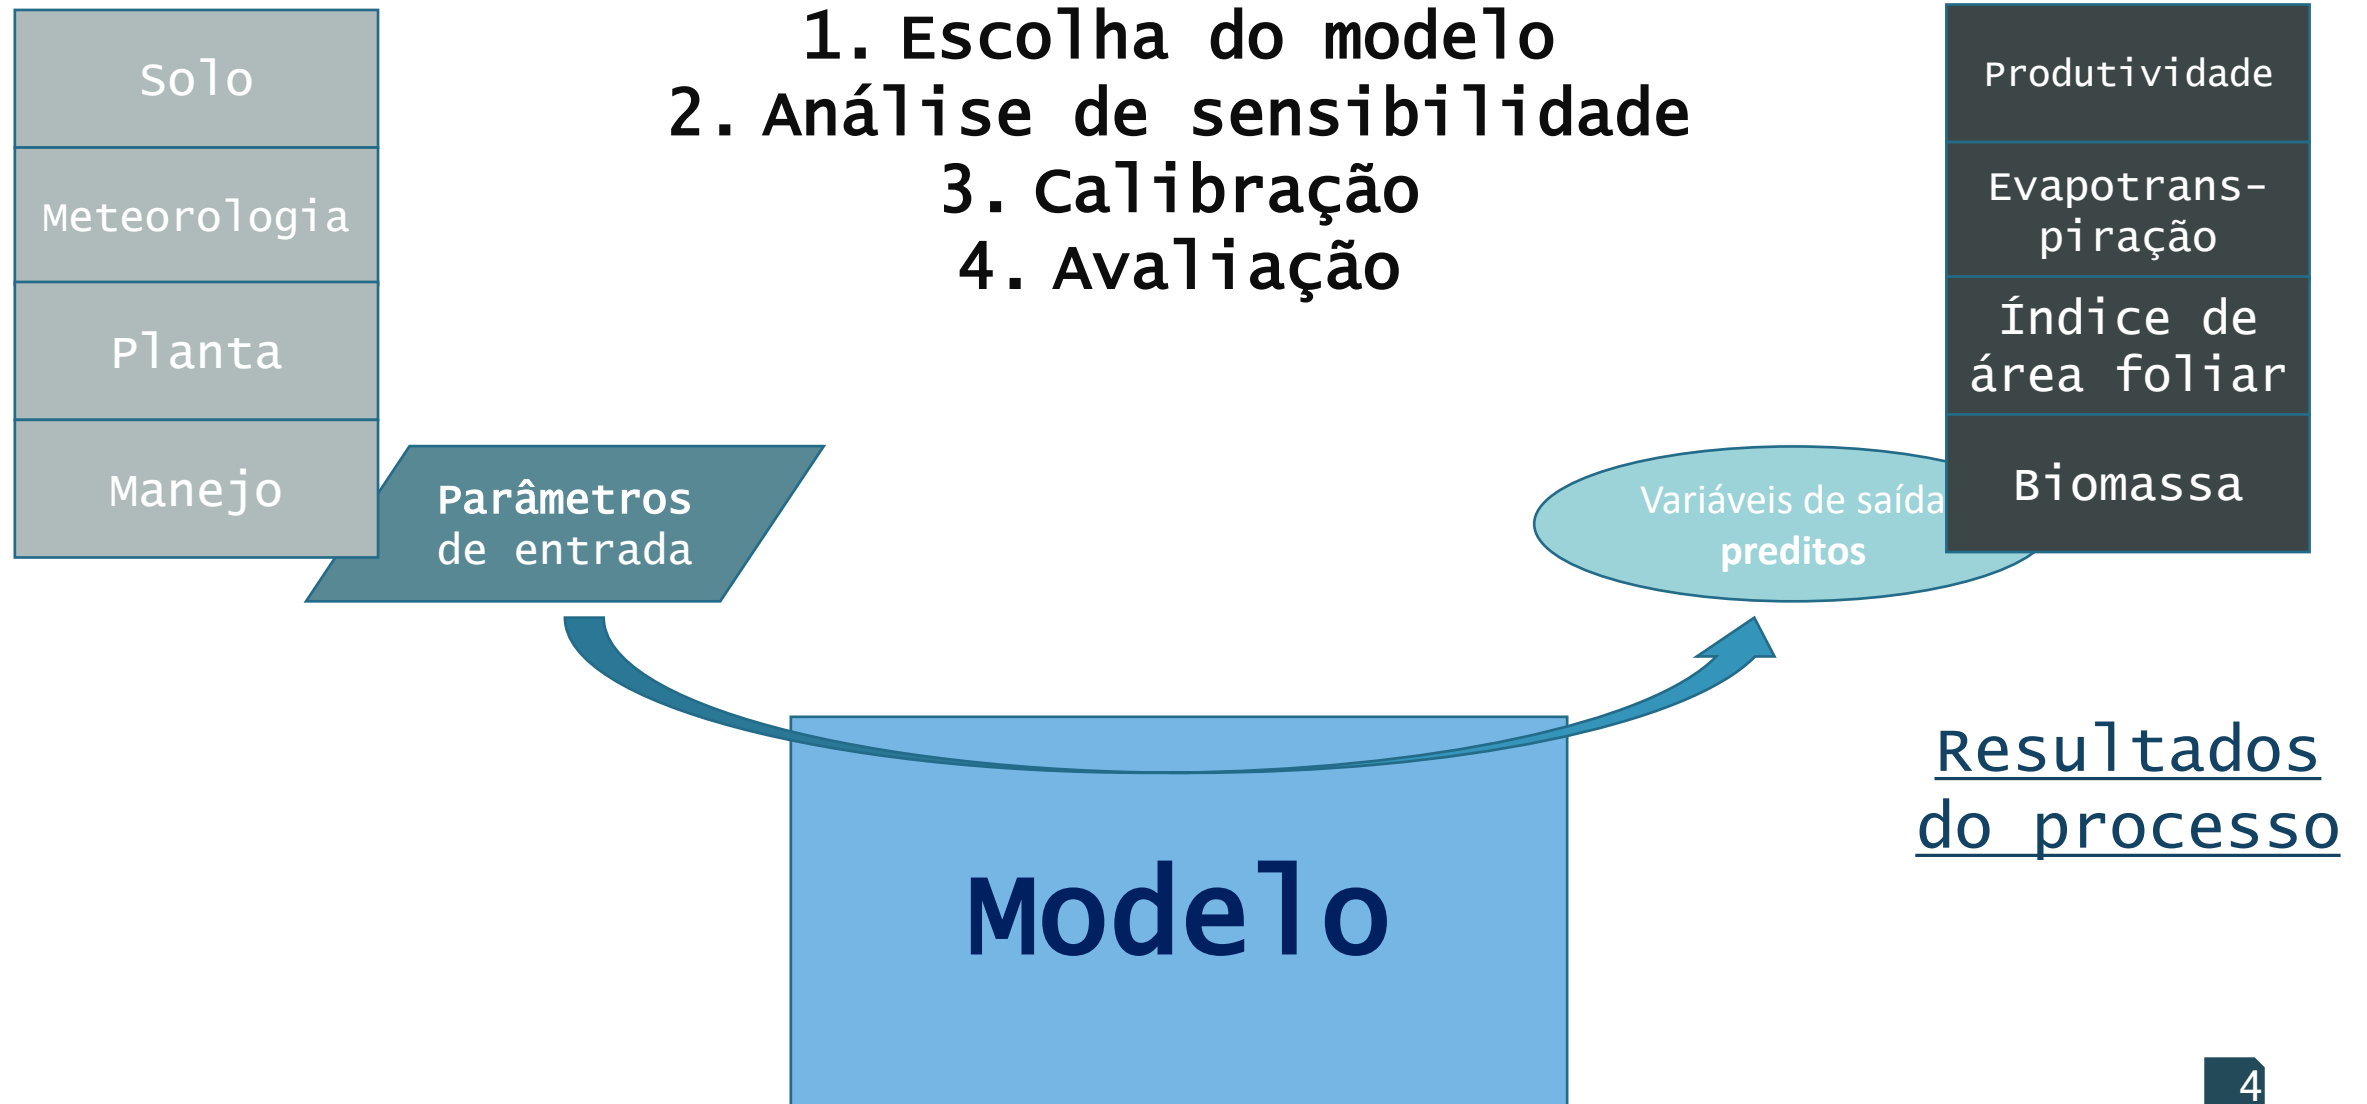 1. Escolha do modelo
2. Análise de sensibilidade
3. Calibração
4. Avaliação
Solo
Meteorologia
Planta
Manejo
Parâmetros
de entrada
Variáveis de saída
preditos
Produtividade
Evapotrans-
piração
Índice de
área foliar
Biomassa
Modelo
Resultados
do processo
4